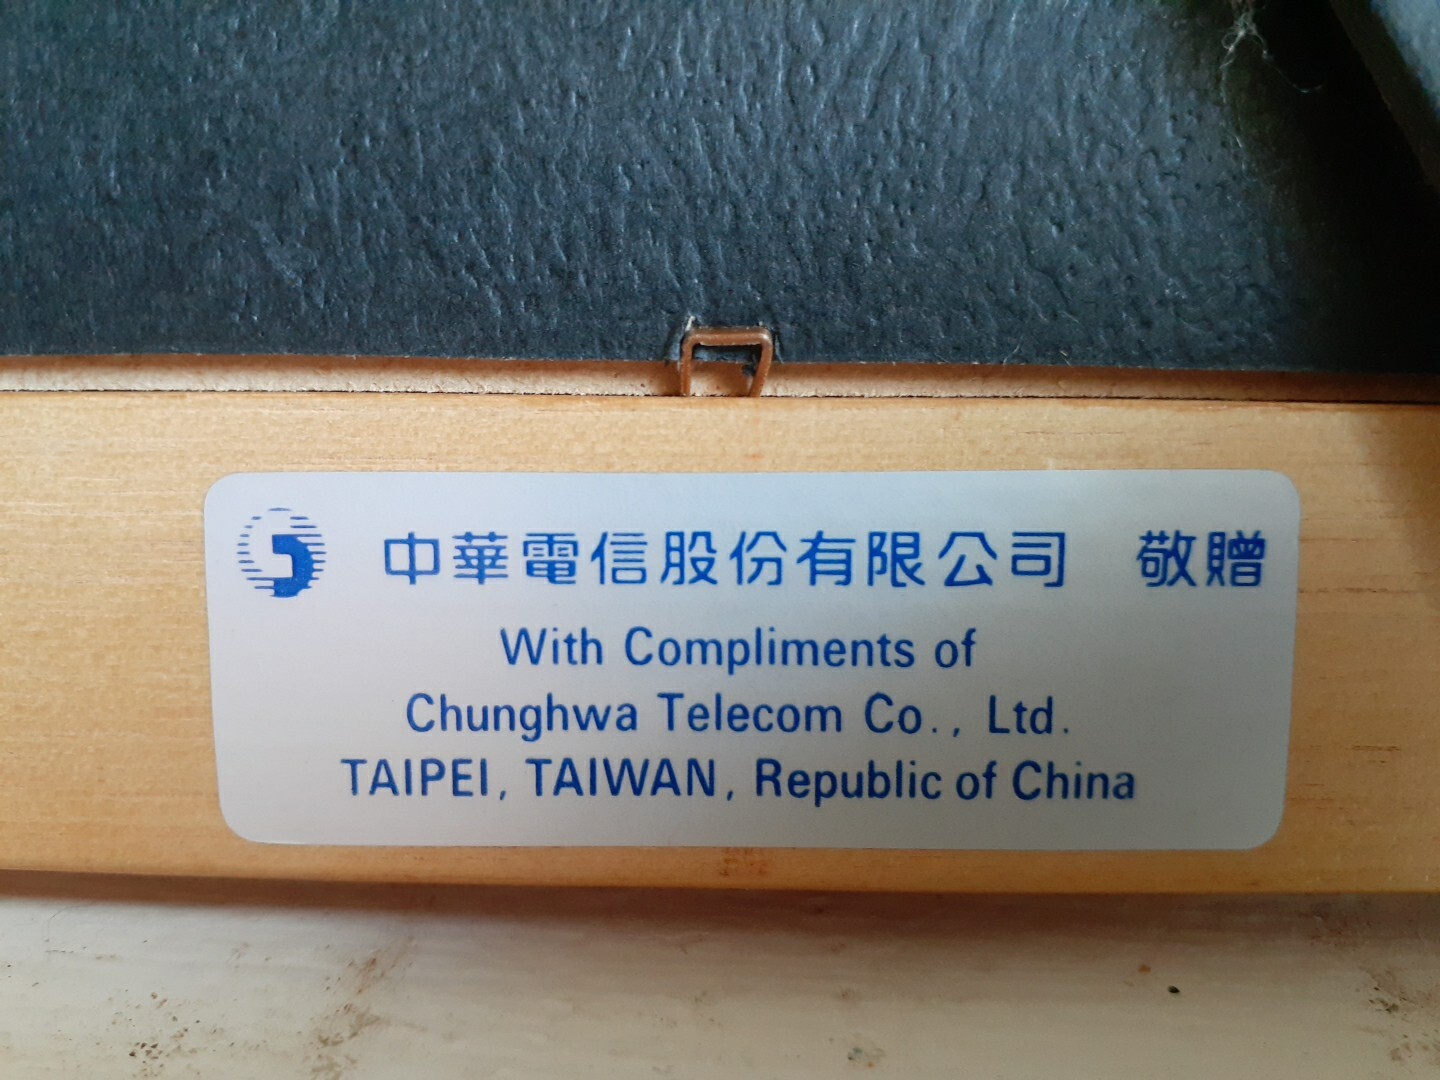 中華電信股份有限公司 敬贈
With Compliments of
Chunghwa Telecom Co., Ltd.
TAIPEI, TAIWAN, Republic of China